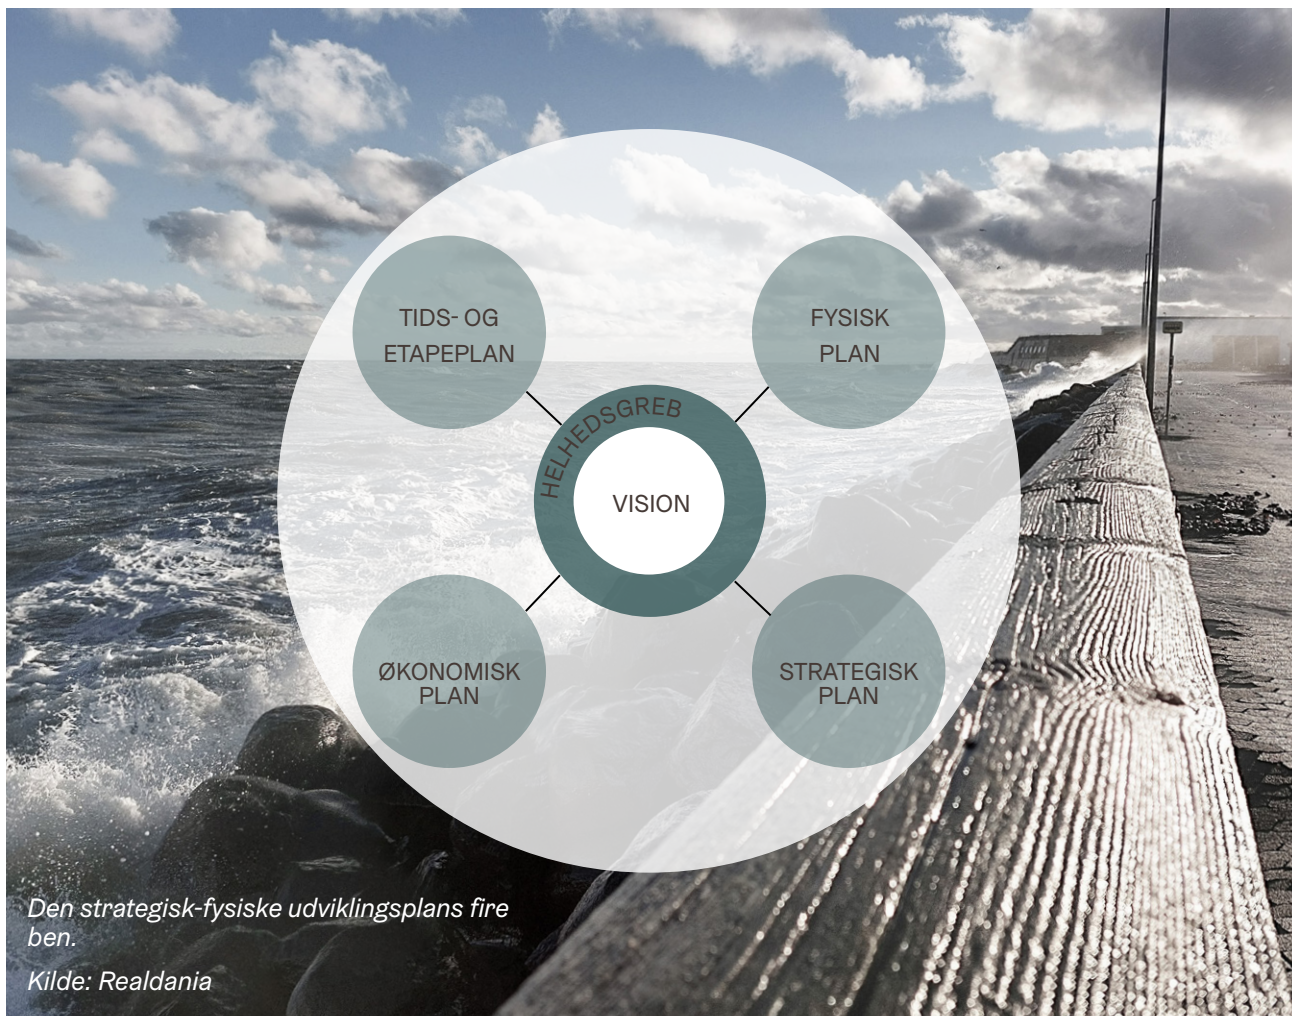 TIDS- OG
ETAPEPLAN
FYSISK
PLAN
HELHEDSGREB
VISION
ØKONOMISK
PLAN
STRATEGISK
PLAN
Den strategisk-fysiske udviklingsplans fire
ben.
Kilde: Realdania